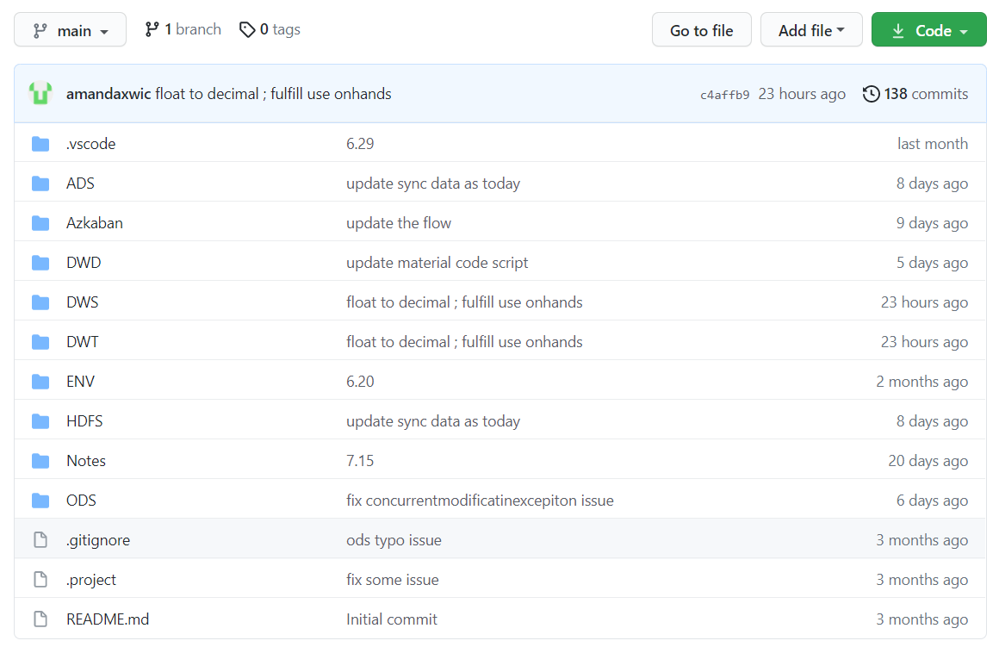 main 1 branch 0 tags Go to file Add file Code
amandaxwic float to decimal ; fulfill use onhands c4affb9 23 hours ago 138 commits
.vscode 6.29 last month
ADS update sync data as today 8 days ago
Azkaban update the flow 9 days ago
DWD update material code script 5 days ago
DWS float to decimal ; fulfill use onhands 23 hours ago
DWT float to decimal ; fulfill use onhands 23 hours ago
ENV 6.20 2 months ago
HDFS update sync data as today 8 days ago
Notes 7.15 20 days ago
ODS fix concurrentmodificatinexcepiton issue 6 days ago
.gitignore ods typo issue 3 months ago
.project fix some issue 3 months ago
README.md Initial commit 3 months ago